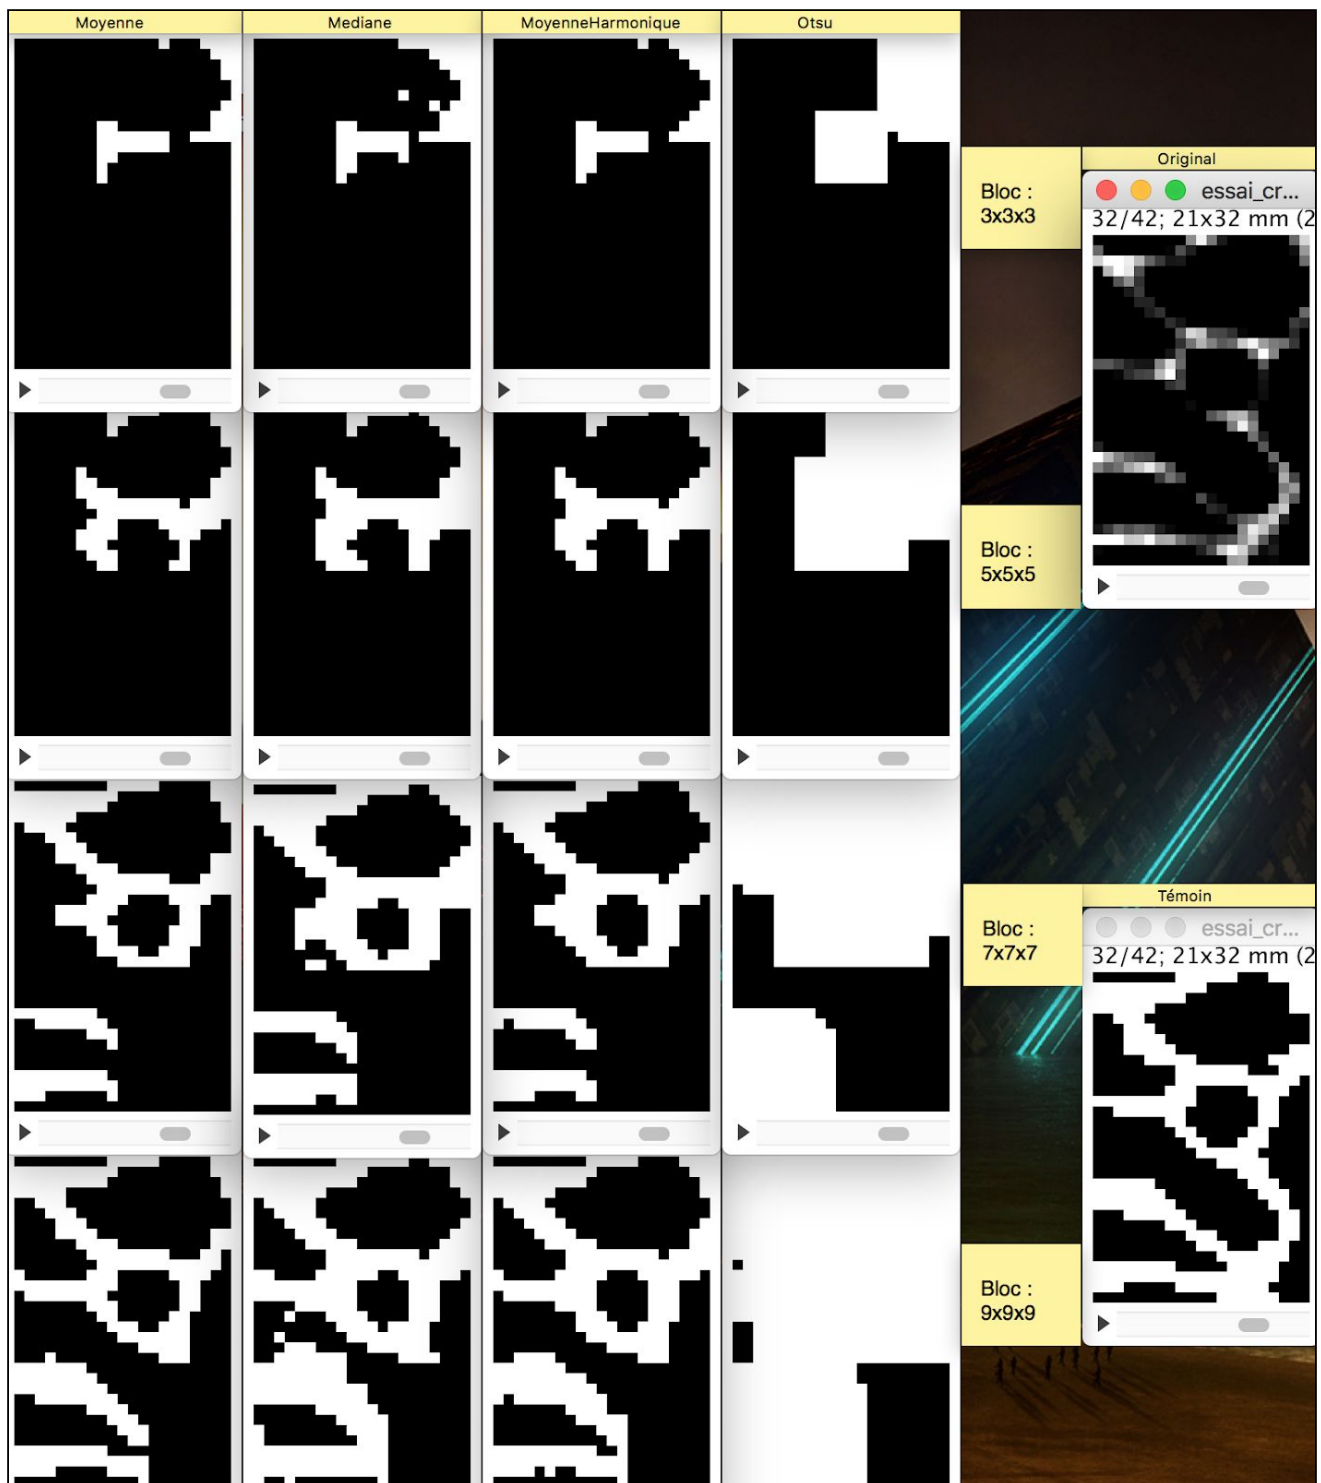 Moyenne
Mediane
MoyenneHarmonique
Otsu
Bloc :
3x3x3
Original
essai_cr...
32/42; 21x32 mm (2
Bloc :
5x5x5
Bloc :
7x7x7
Témoin
essai_cr...
32/42; 21x32 mm (2
Bloc :
9x9x9